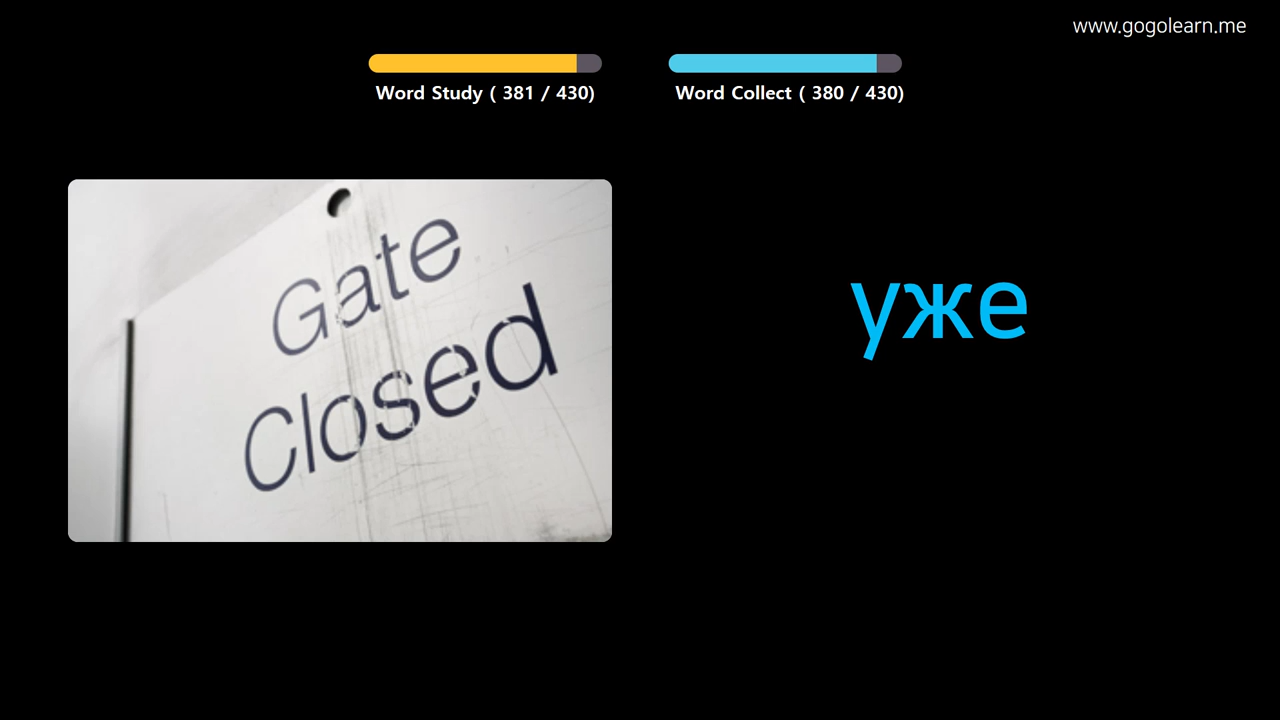 www.gogolearn.me
Word Study ( 381 / 430)
Word Collect ( 380 / 430)
Gate
Closed
уже